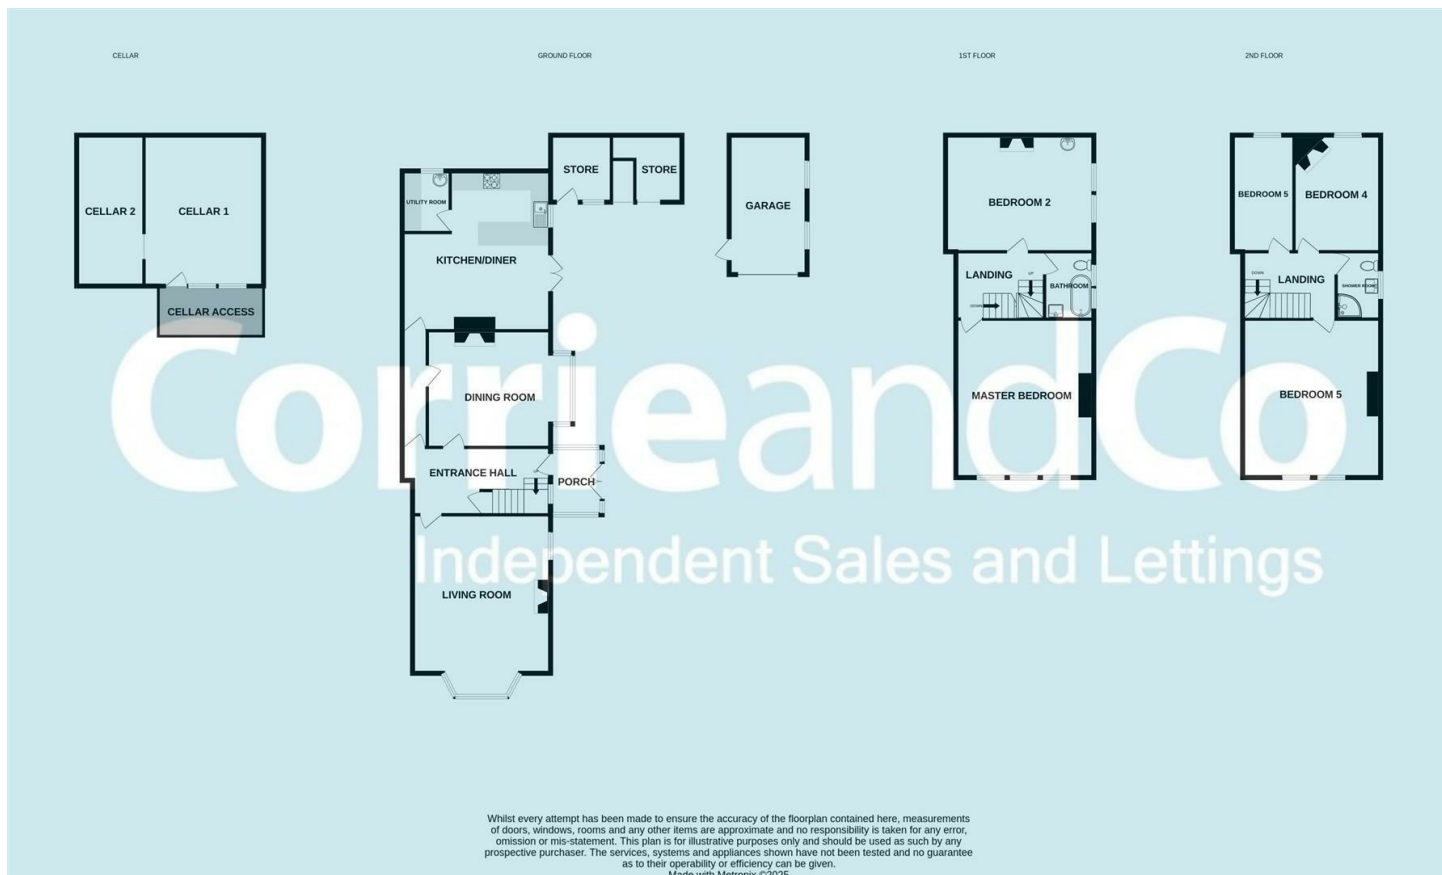 CELLAR
GROUND FLOOR
1ST FLOOR
2ND FLOOR
CELLAR 2
CELLAR 1
CELLAR ACCESS
STORE
STORE
UTILITY ROOM
KITCHEN/DINER
DINING ROOM
ENTRANCE HALL
UP
PORCH
LIVING ROOM
GARAGE
BEDROOM 2
LANDING
UP
DOWN
BATHROOM
MASTER BEDROOM
BEDROOM 5
BEDROOM 4
DOWN
LANDING
SHOWER ROOM
BEDROOM 5
CorrieandCo
Independent Sales and Lettings
Whilst every attempt has been made to ensure the accuracy of the floorplan contained here, measurements
of doors, windows, rooms and any other items are approximate and no responsibility is taken for any error,
omission or mis-statement. This plan is for illustrative purposes only and should be used as such by any
prospective purchaser. The services, systems and appliances shown have not been tested and no guarantee
as to their operability or efficiency can be given.
Made with Metropix ©2025